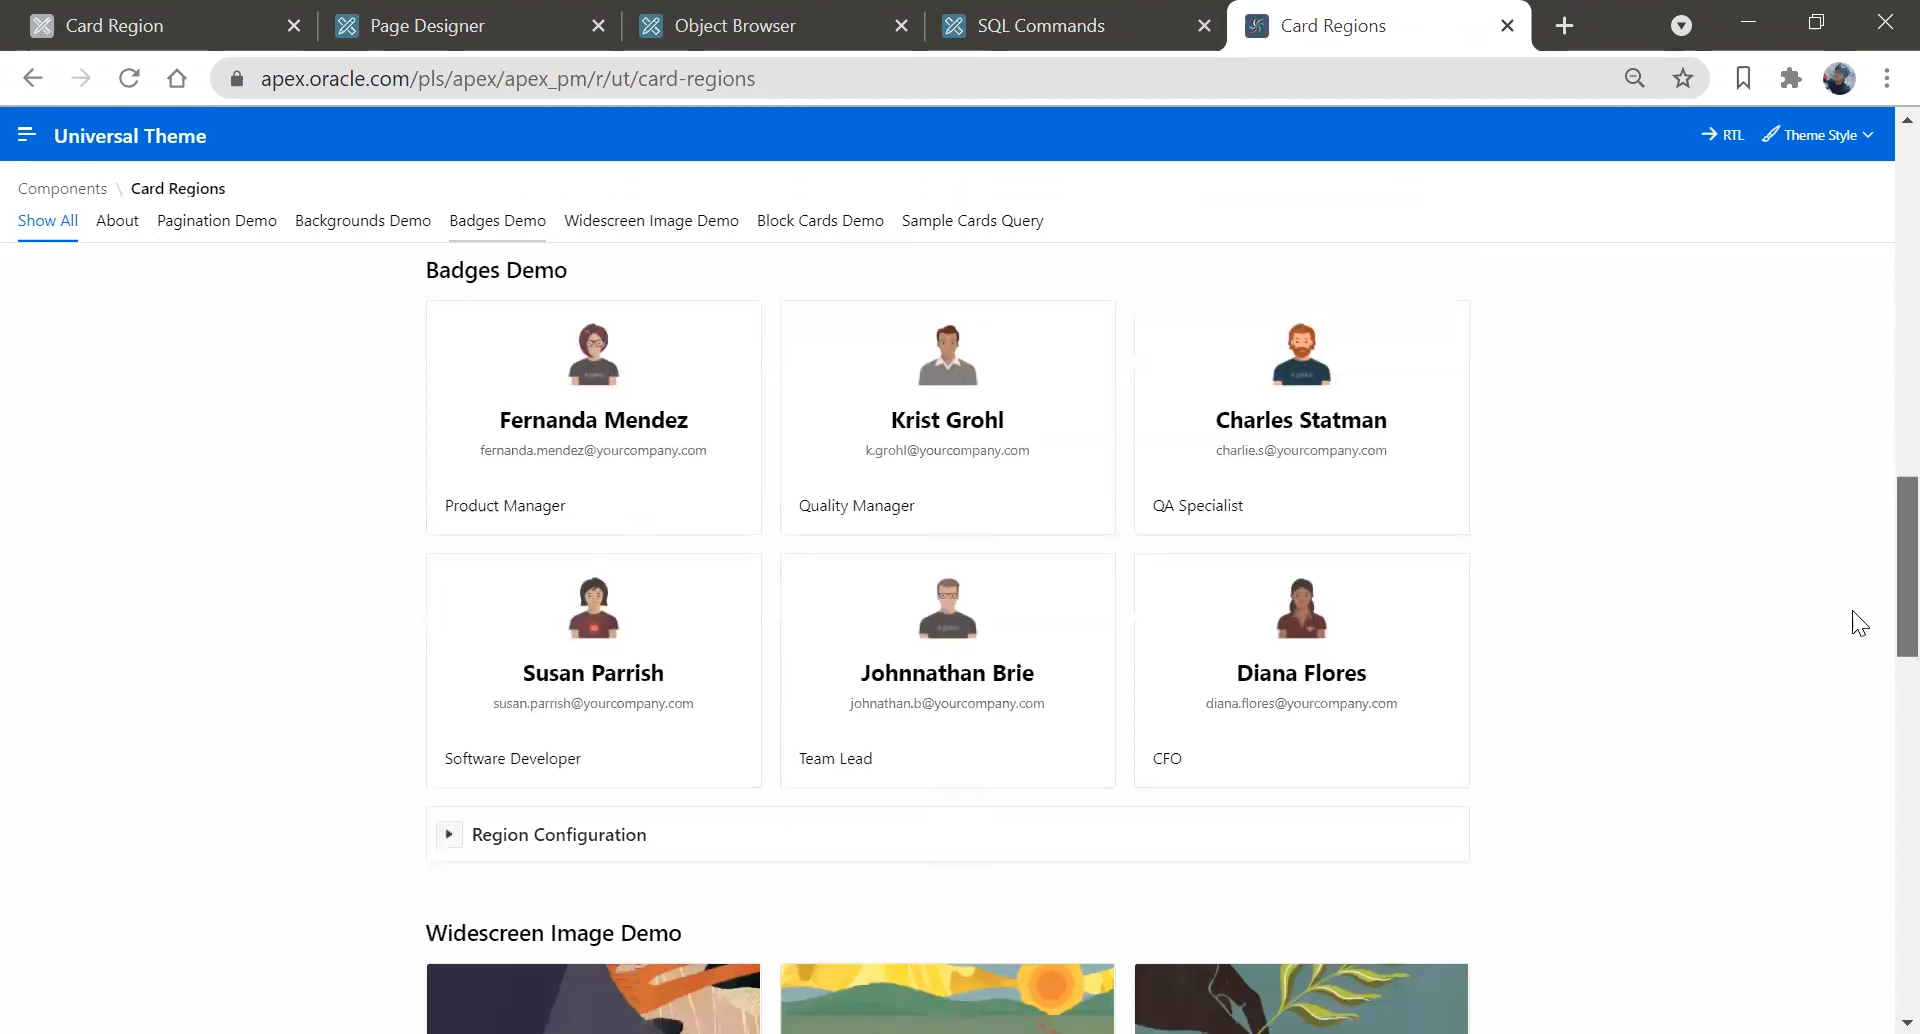 Card Region
Page Designer
Object Browser
SQL Commands
Card Regions
apex.oracle.com/pls/apex/apex_pm/r/ut/card-regions
Universal Theme
RTL
Theme Style
Components \ Card Regions
Show All
About
Pagination Demo
Backgrounds Demo
Badges Demo
Widescreen Image Demo
Block Cards Demo
Sample Cards Query
Badges Demo
Fernanda Mendez
fernanda.mendez@yourcompany.com
Product Manager
Krist Grohl
k.grohl@yourcompany.com
Quality Manager
Charles Statman
charlie.s@yourcompany.com
QA Specialist
Susan Parrish
susan.parrish@yourcompany.com
Software Developer
Johnnathan Brie
johnathan.b@yourcompany.com
Team Lead
Diana Flores
diana.flores@yourcompany.com
CFO
Region Configuration
Widescreen Image Demo